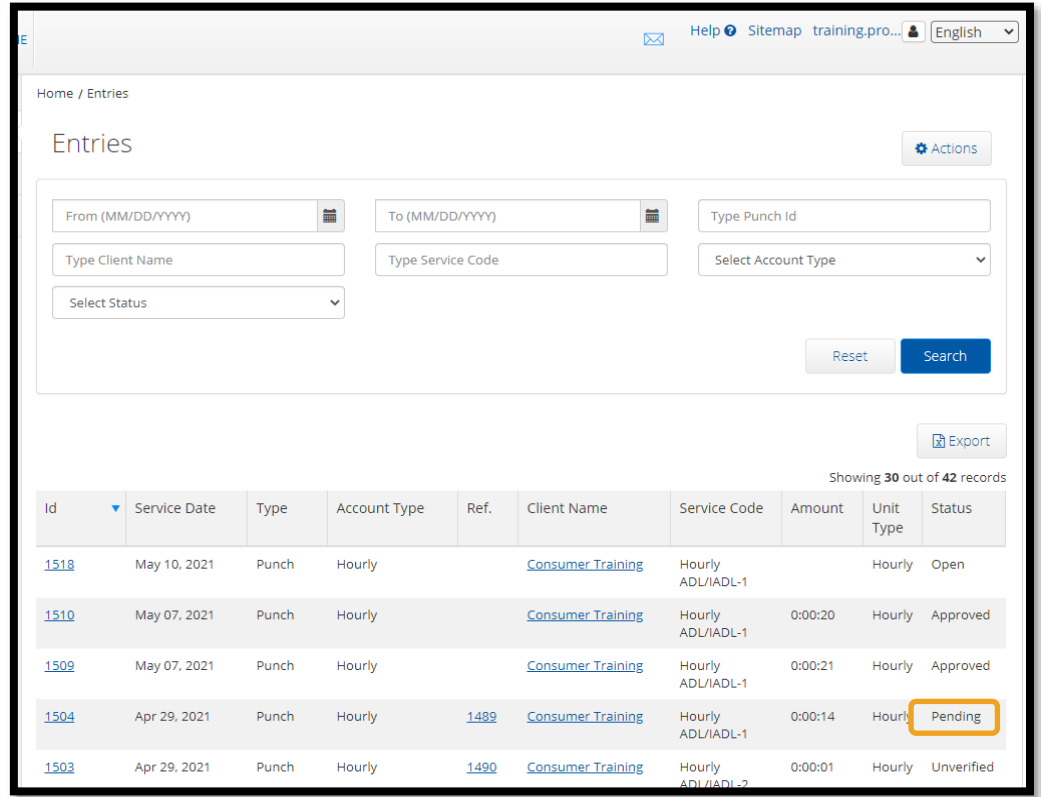 IE
Help Sitemap training.pro... English
Home / Entries
Entries
Actions
From (MM/DD/YYYY) To (MM/DD/YYYY) Type Punch Id
Type Client Name Type Service Code Select Account Type
Select Status
Reset Search
Export
Showing 30 out of 42 records
Id Service Date Type Account Type Ref. Client Name Service Code Amount Unit Type Status
1518 May 10, 2021 Punch Hourly Consumer Training Hourly ADL/IADL-1 Hourly Open
1510 May 07, 2021 Punch Hourly Consumer Training Hourly ADL/IADL-1 0:00:20 Hourly Approved
1509 May 07, 2021 Punch Hourly Consumer Training Hourly ADL/IADL-1 0:00:21 Hourly Approved
1504 Apr 29, 2021 Punch Hourly 1489 Consumer Training Hourly ADL/IADL-1 0:00:14 Hourly Pending
1503 Apr 29, 2021 Punch Hourly 1490 Consumer Training Hourly ADL/IADL-2 0:00:01 Hourly Unverified